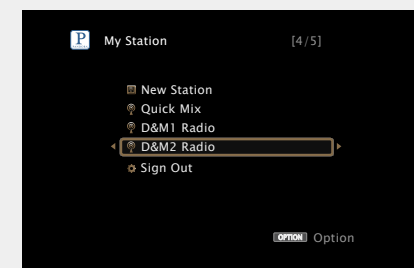 P
My Station [4/5]
New Station
Quick Mix
D&M1 Radio
D&M2 Radio
Sign Out
OPTION Option